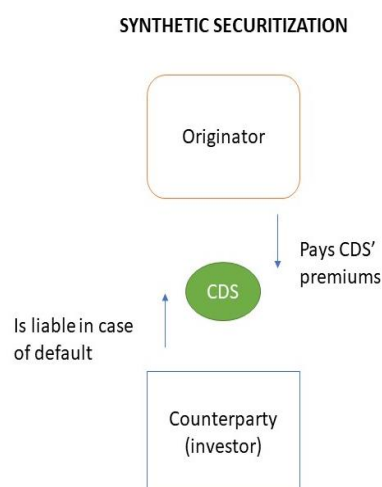 SYNTHETIC SECURITIZATION
Originator
Pays CDS'
premiums
CDS
Is liable in case
of default
Counterparty
(investor)